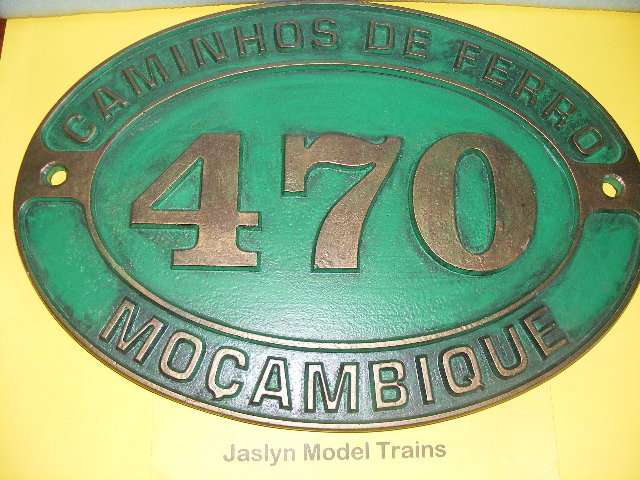 CAMINHOS DE FERRO
470
MOÇAMBIQUE
Jaslyn Model Trains